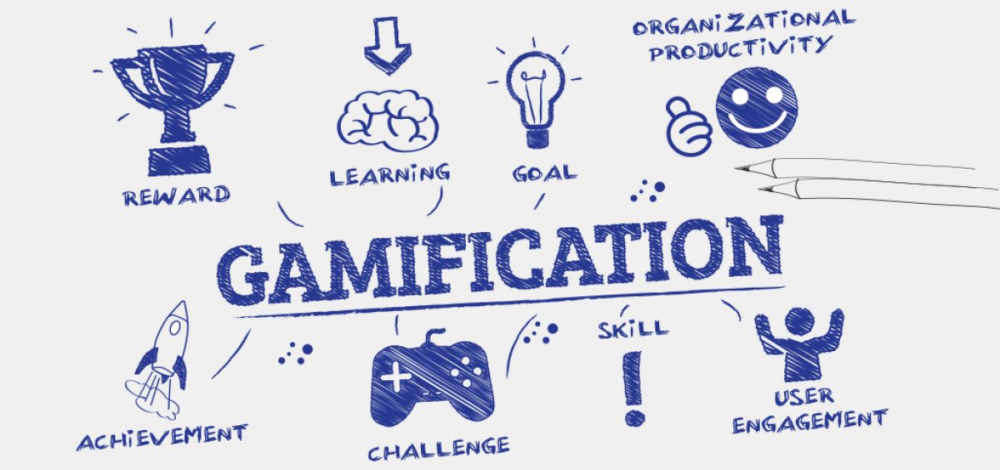 ORGANiZATiONAL
PRODUCTiViTY
LEARNiNG
GOAL
REWARD
GAMIFICATION
SKiLL
USER
ENGAGEMENT
ACHiEVEMENT
CHALLENGE